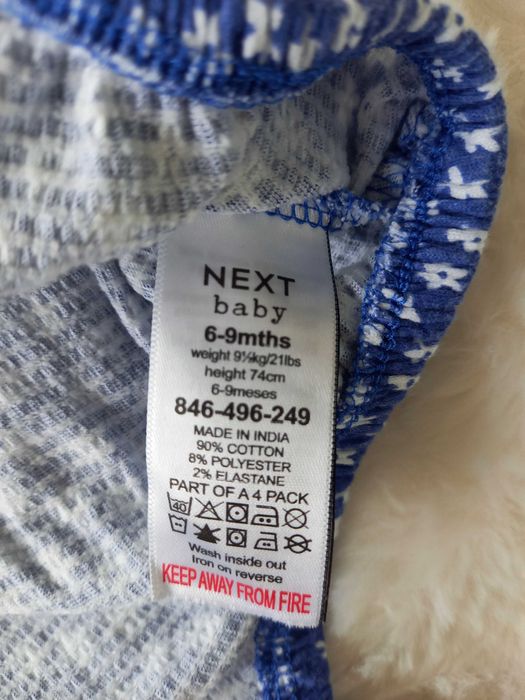 NEXT
baby
6-9mths
weight 9½kg/21lbs
height 74cm
6-9meses
846-496-249
MADE IN INDIA
90% COTTON
8% POLYESTER
2% ELASTANE
PART OF A 4 PACK
40
Wash inside out
Iron on reverse
KEEP AWAY FROM FIRE